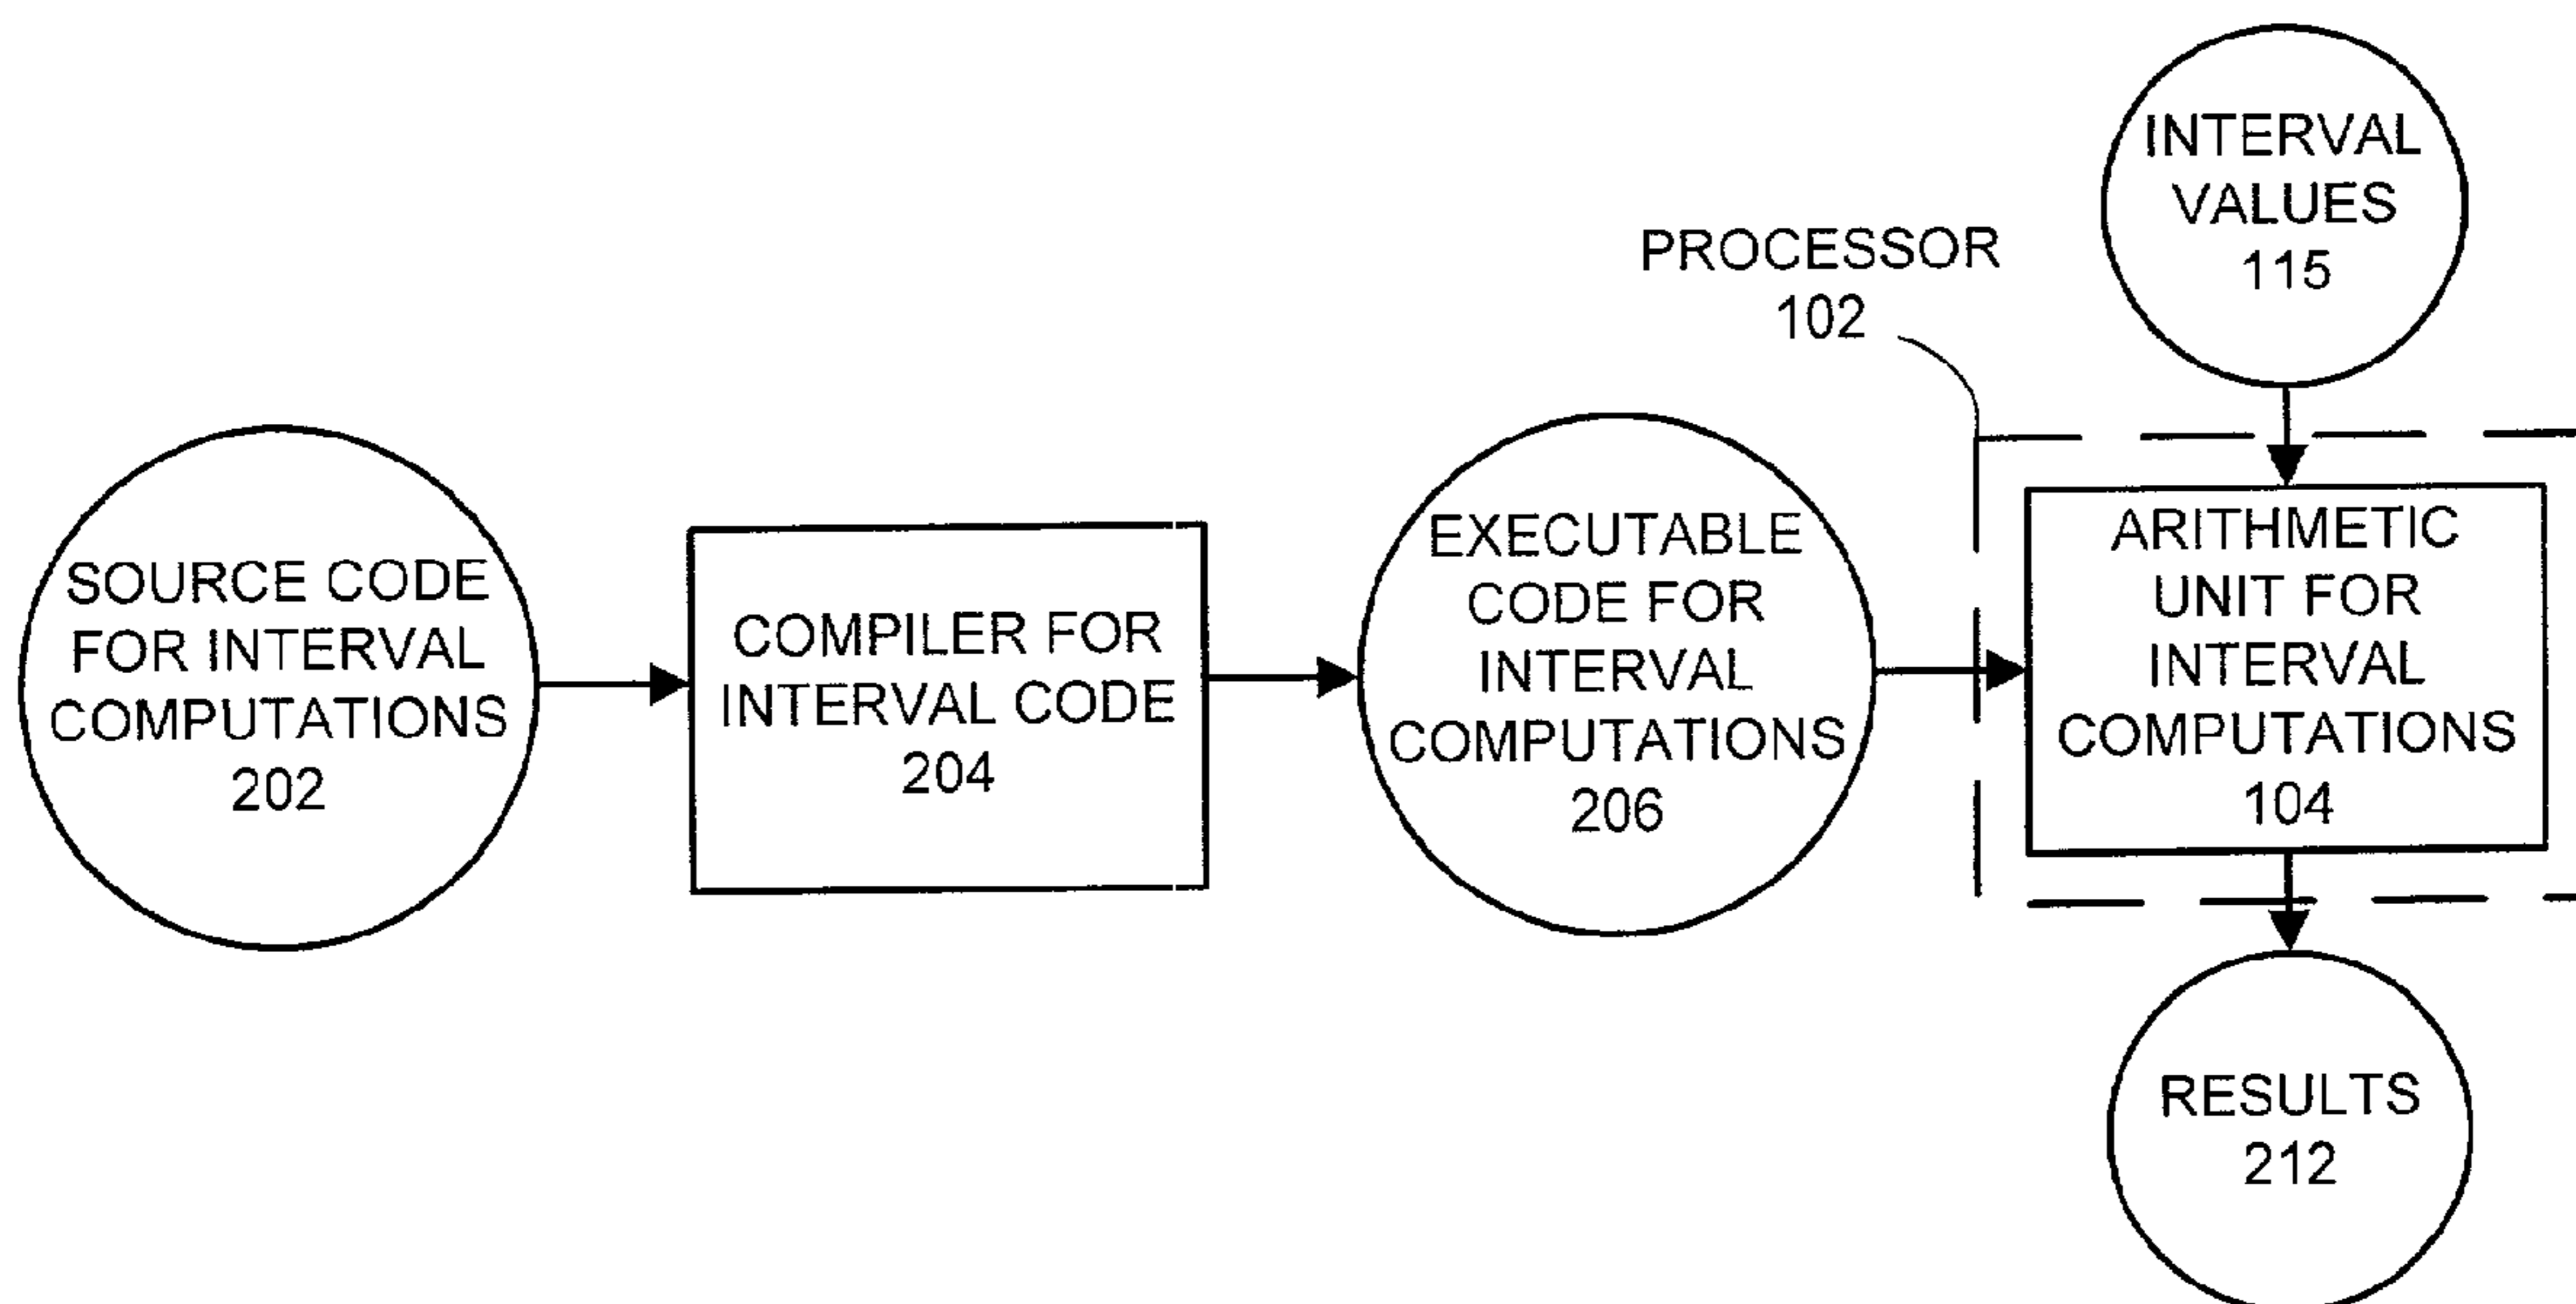 INTERVAL
VALUES
115
PROCESSOR
102
SOURCE CODE
FOR INTERVAL
COMPUTATIONS
202
COMPILER FOR
INTERVAL CODE
204
EXECUTABLE
CODE FOR
INTERVAL
COMPUTATIONS
206
ARITHMETIC
UNIT FOR
INTERVAL
COMPUTATIONS
104
RESULTS
212